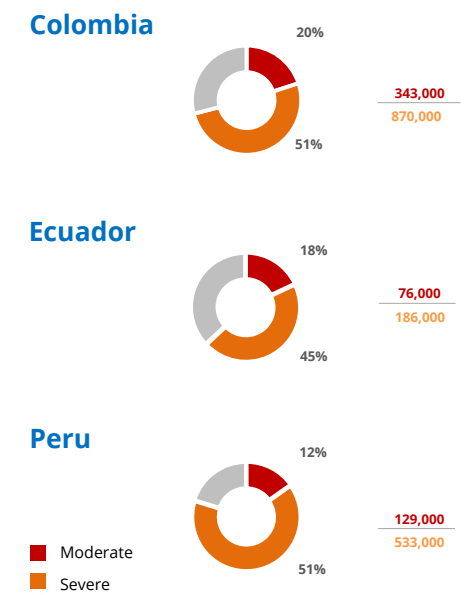 Colombia
20%
343,000
870,000
51%
Ecuador
18%
76,000
186,000
45%
Peru
12%
129,000
533,000
51%
Moderate
Severe